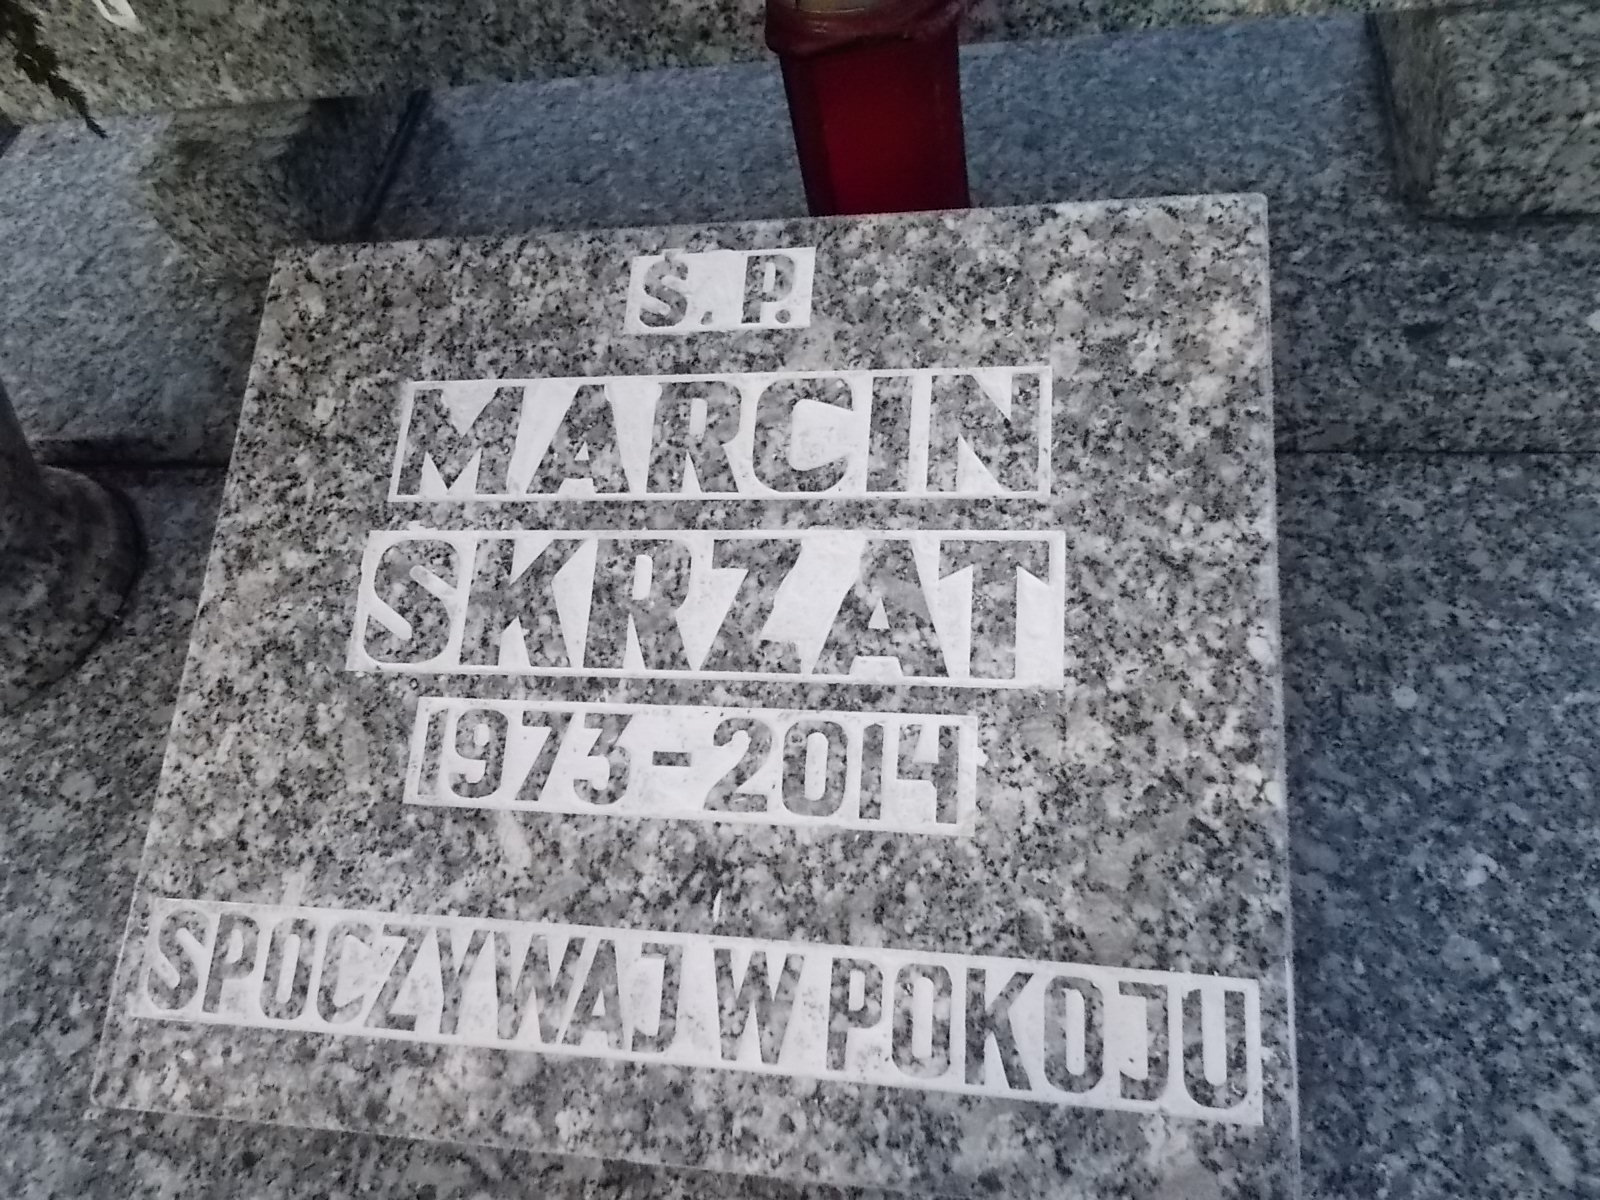 Ś. P.
MARCIN
SKRZAT
1973-2014
SPOCZYWAJ W POKOJU